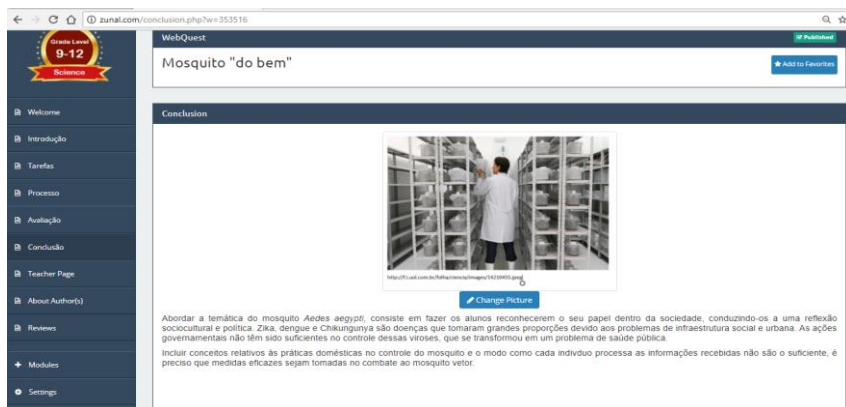 zunal.com/conclusion.php?w=353516
Grade Level
9-12
Science
WebQuest
Published
Mosquito "do bem"
Add to Favorites
Welcome
Introdução
Tarefas
Processo
Avaliação
Conclusão
Teacher Page
About Author(s)
Reviews
Modules
Settings
Conclusion
Change Picture
Abordar a temática do mosquito Aedes aegypti, consiste em fazer os alunos reconhecerem o seu papel dentro da sociedade, conduzindo-os a uma reflexão
sociocultural e política. Zika, dengue e Chikungunya são doenças que tomaram grandes proporções devido aos problemas de infraestrutura social e urbana. As ações
governamentais não têm sido suficientes no controle dessas viroses, que se transformou em um problema de saúde pública.
Incluir conceitos relativos às práticas domésticas no controle do mosquito e o modo como cada indivduo processa as informações recebidas não são o suficiente, é
preciso que medidas eficazes sejam tomadas no combate ao mosquito vetor.